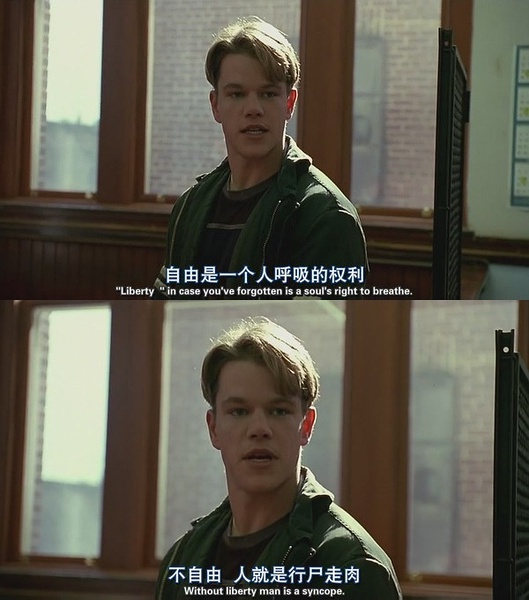 自由是一个人呼吸的权利
"Liberty " in case you've forgotten is a soul's right to breathe.
不自由 人就是行尸走肉
Without liberty man is a syncope.